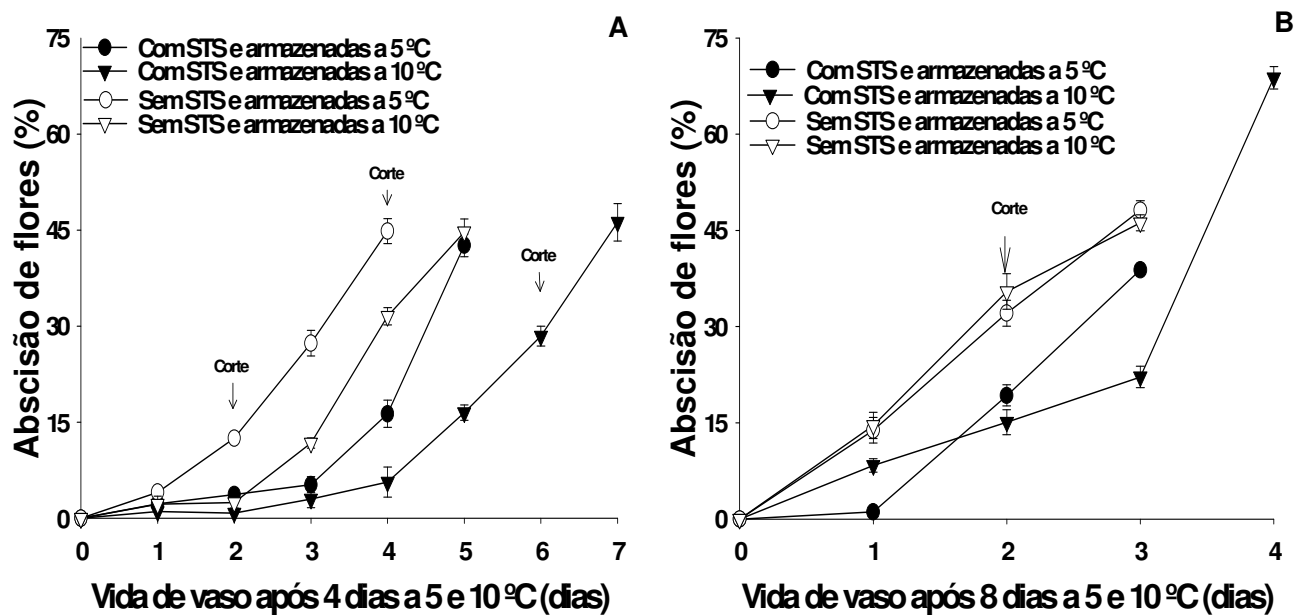 A
Com STS e armazenadas a 5 ºC
Com STS e armazenadas a 10 ºC
Sem STS e armazenadas a 5 ºC
Sem STS e armazenadas a 10 ºC
Abscisão de flores (%)
75
60
45
30
15
0
Corte
Corte
Corte
0 1 2 3 4 5 6 7
Vida de vaso após 4 dias a 5 e 10 ºC (dias)
B
Com STS e armazenadas a 5 ºC
Com STS e armazenadas a 10 ºC
Sem STS e armazenadas a 5 ºC
Sem STS e armazenadas a 10 ºC
Abscisão de flores (%)
75
60
45
30
15
0
Corte
0 1 2 3 4
Vida de vaso após 8 dias a 5 e 10 ºC (dias)